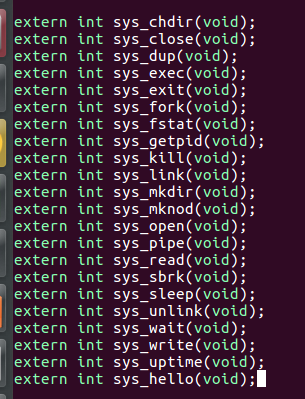 extern int sys_chdir(void);
extern int sys_close(void);
extern int sys_dup(void);
extern int sys_exec(void);
extern int sys_exit(void);
extern int sys_fork(void);
extern int sys_fstat(void);
extern int sys_getpid(void);
extern int sys_kill(void);
extern int sys_link(void);
extern int sys_mkdir(void);
extern int sys_mknod(void);
extern int sys_open(void);
extern int sys_pipe(void);
extern int sys_read(void);
extern int sys_sbrk(void);
extern int sys_sleep(void);
extern int sys_unlink(void);
extern int sys_wait(void);
extern int sys_write(void);
extern int sys_uptime(void);
extern int sys_hello(void);